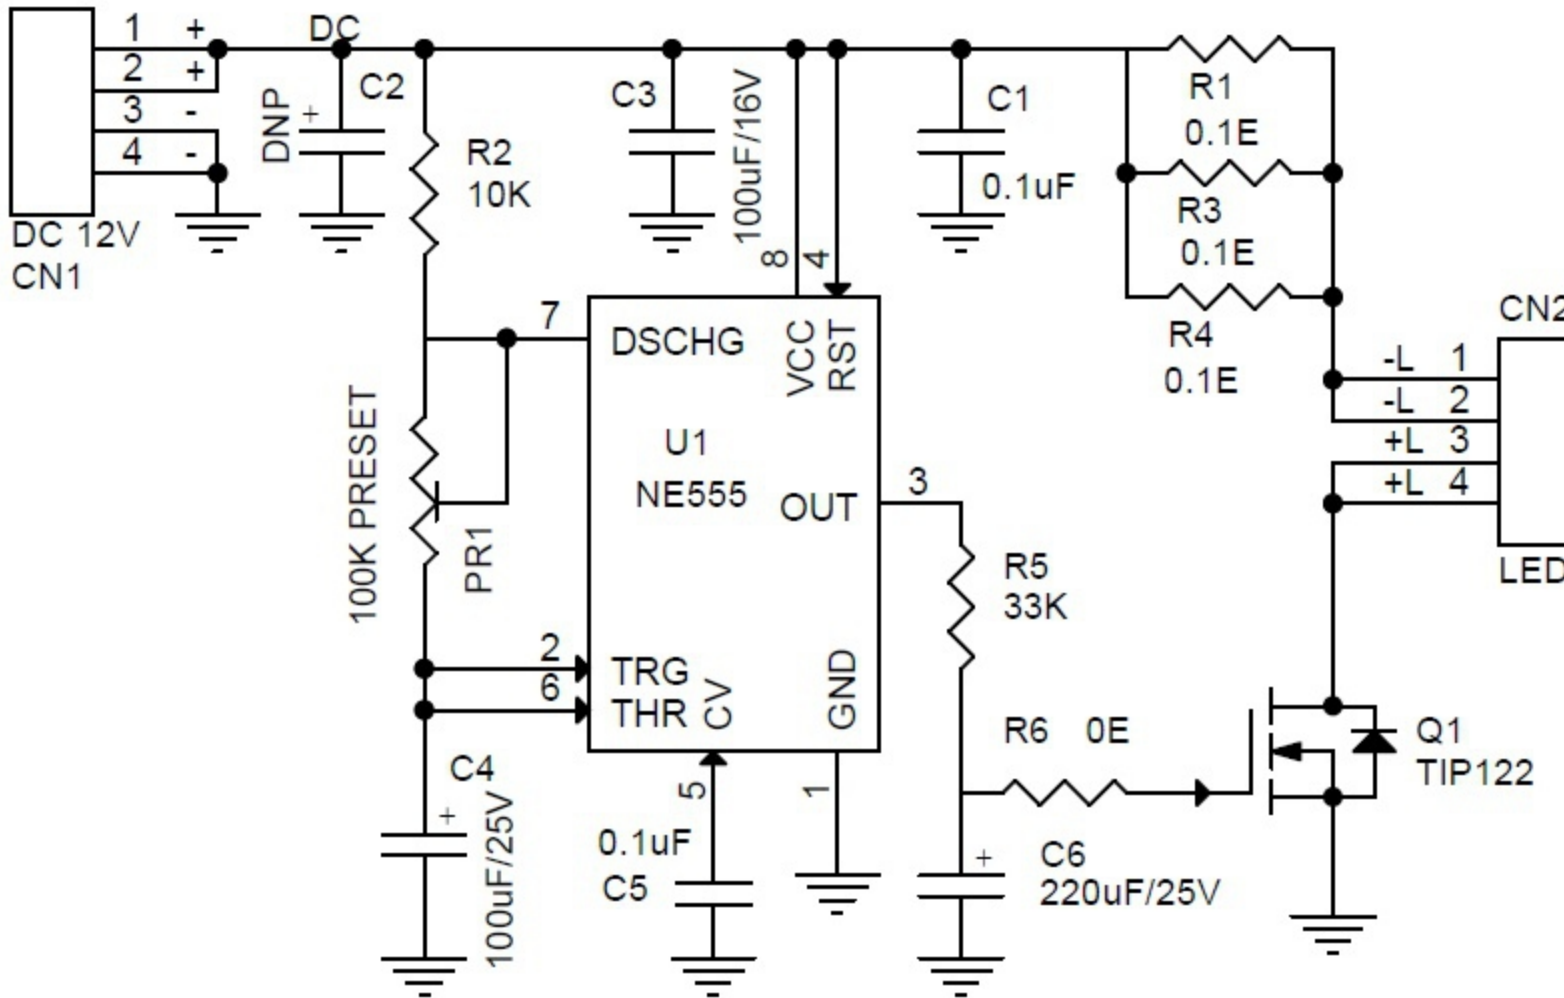 1 +
2 +
3 -
4 -
DC 12V
CN1
DC
C2
DNP +
R2
10K
C3
100uF/16V
C1
0.1uF
R1
0.1E
R3
0.1E
R4
0.1E
CN2
-L 1
-L 2
+L 3
+L 4
LED
8
4
7
DSCHG
VCC
RST
U1
NE555
OUT
3
100K PRESET
PR1
2
TRG
6
THR
CV
GND
R5
33K
R6 0E
Q1
TIP122
C4
+
100uF/25V
5
0.1uF
C5
1
+
C6
220uF/25V